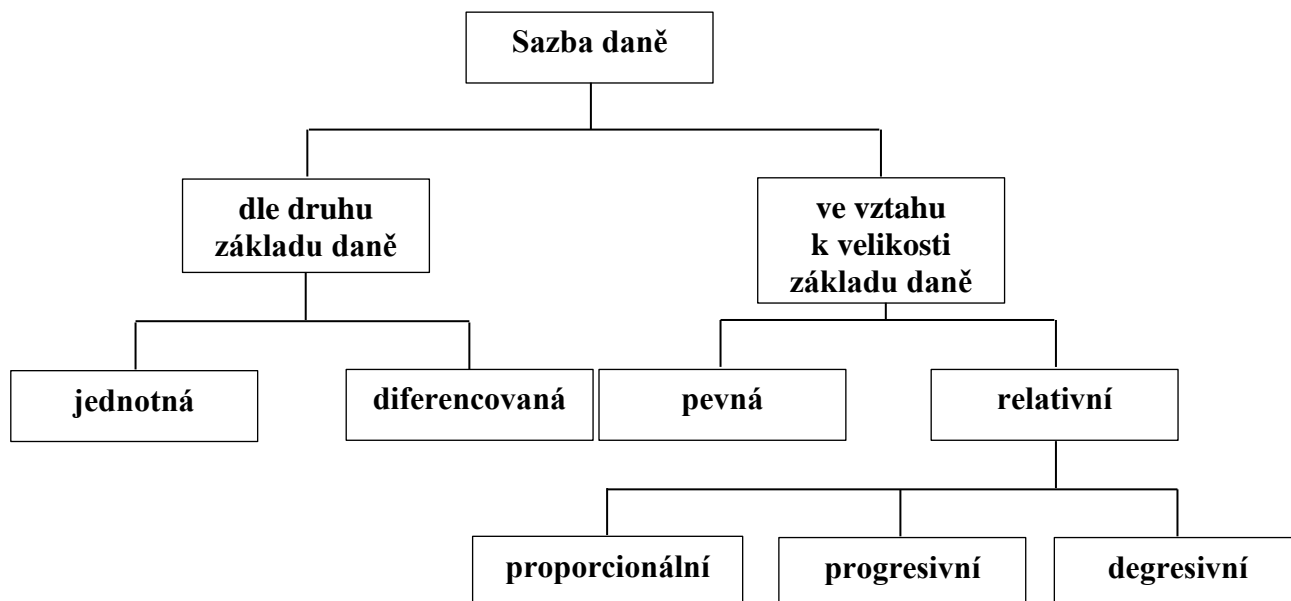 Sazba daně
dle druhu
základu daně
ve vztahu
k velikosti
základu daně
jednotná
diferencovaná
pevná
relativní
proporcionální
progresivní
degresivní